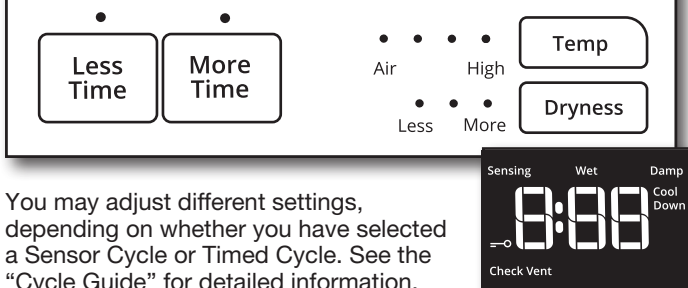 Less
Time
More
Time
Air
High
Temp
Less
More
Dryness
Sensing
Wet
Damp
Cool
Down
8:88
Check Vent
You may adjust different settings,
depending on whether you have selected
a Sensor Cycle or Timed Cycle. See the
“Cycle Guide” for detailed information.